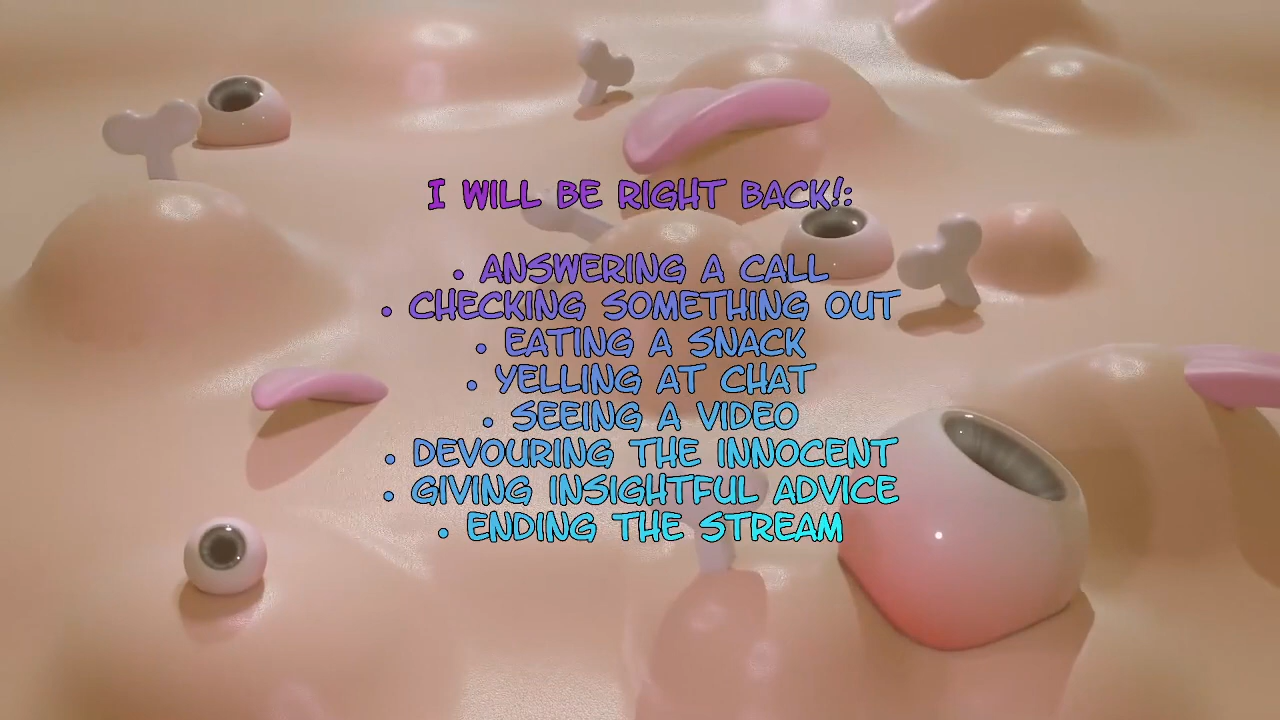 I WILL BE RIGHT BACK!:
• ANSWERING A CALL
• CHECKING SOMETHING OUT
• EATING A SNACK
• YELLING AT CHAT
• SEEING A VIDEO
• DEVOURING THE INNOCENT
• GIVING INSIGHTFUL ADVICE
• ENDING THE STREAM